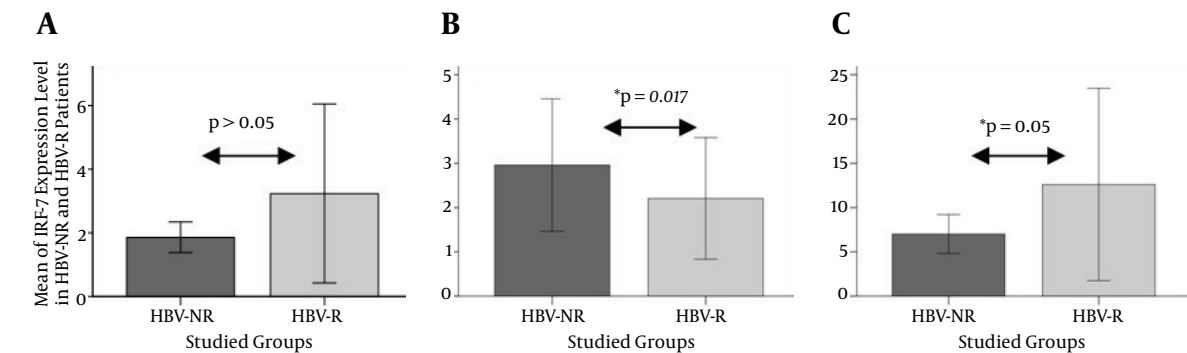 A
Mean of IRF-7 Expression Level
in HBV-NR and HBV-R Patients
6
4
2
0
p > 0.05
HBV-NR
HBV-R
Studied Groups
B
5
4
3
2
1
0
*p = 0.017
HBV-NR
HBV-R
Studied Groups
C
25
20
15
10
5
0
*p = 0.05
HBV-NR
HBV-R
Studied Groups